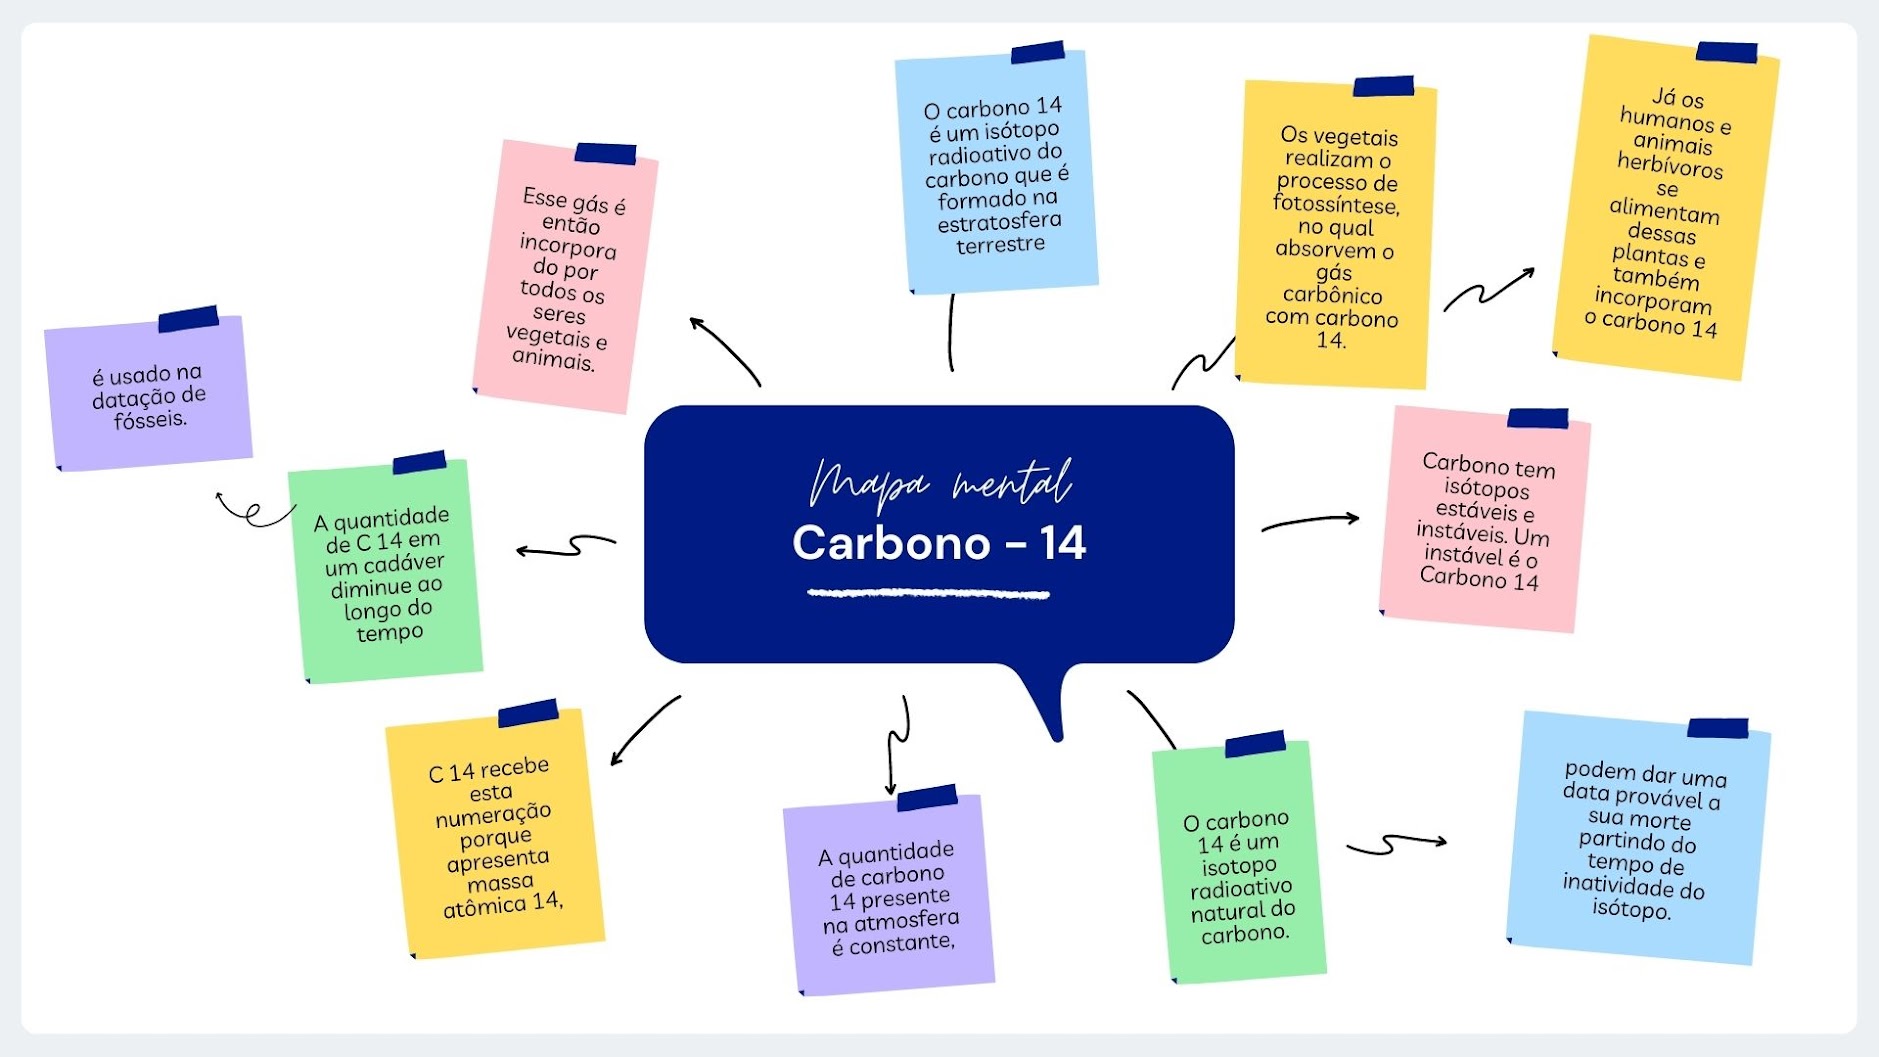 Mapa mental
Carbono - 14
O carbono 14
é um isótopo
radioativo do
carbono que é
formado na
estratosfera
terrestre
Os vegetais
realizam o
processo de
fotossíntese,
no qual
absorvem o
gás
carbônico
com carbono
14.
Já os
humanos e
animais
herbívoros
se
alimentam
dessas
plantas e
também
incorporam
o carbono 14
Esse gás é
então
incorpora
do por
todos os
seres
vegetais e
animais.
é usado na
datação de
fósseis.
A quantidade
de C 14 em
um cadáver
diminue ao
longo do
tempo
Carbono tem
isótopos
estáveis e
instáveis. Um
instável é o
Carbono 14
C 14 recebe
esta
numeração
porque
apresenta
massa
atômica 14,
A quantidade
de carbono
14 presente
na atmosfera
é constante,
O carbono
14 é um
isotopo
radioativo
natural do
carbono.
podem dar uma
data provável a
sua morte
partindo do
tempo de
inatividade do
isótopo.